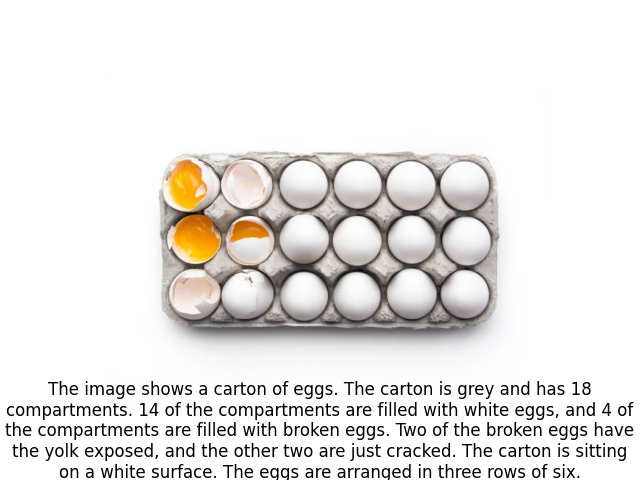 The image shows a carton of eggs. The carton is grey and has 18
compartments. 14 of the compartments are filled with white eggs, and 4 of
the compartments are filled with broken eggs. Two of the broken eggs have
the yolk exposed, and the other two are just cracked. The carton is sitting
on a white surface. The eggs are arranged in three rows of six.